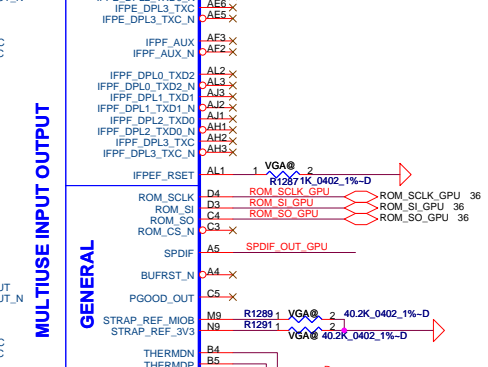 IFPE_DPL3_TXC AE6
IFPE_DPL3_TXC_N AE5
IFPF_AUX AF3
IFPF_AUX_N AF2
IFPF_DPL0_TXD2 AL2
IFPF_DPL0_TXD2_N AL3
IFPF_DPL1_TXD1 AJ3
IFPF_DPL1_TXD1_N AJ2
IFPF_DPL2_TXD0 AJ1
IFPF_DPL2_TXD0_N AH1
IFPF_DPL3_TXC AH2
IFPF_DPL3_TXC_N AH3
VGA@
IFPEF_RSET AL1 1 2
R1287 1K_0402_1%~D
MULTIUSE INPUT OUTPUT
GENERAL
ROM_SCLK D4 ROM_SCLK_GPU ROM_SCLK_GPU 36
ROM_SI D3 ROM_SI_GPU ROM_SI_GPU 36
ROM_SO C4 ROM_SO_GPU ROM_SO_GPU 36
ROM_CS_N C3
SPDIF A5 SPDIF_OUT_GPU
BUFRST_N A4
PGOOD_OUT C5
STRAP_REF_MIOB M9 R1289 1 VGA@ 2 40.2K_0402_1%~D
STRAP_REF_3V3 N9 R1291 1 2
VGA@ 40.2K_0402_1%~D
THERMDN B4
THERMDP B5